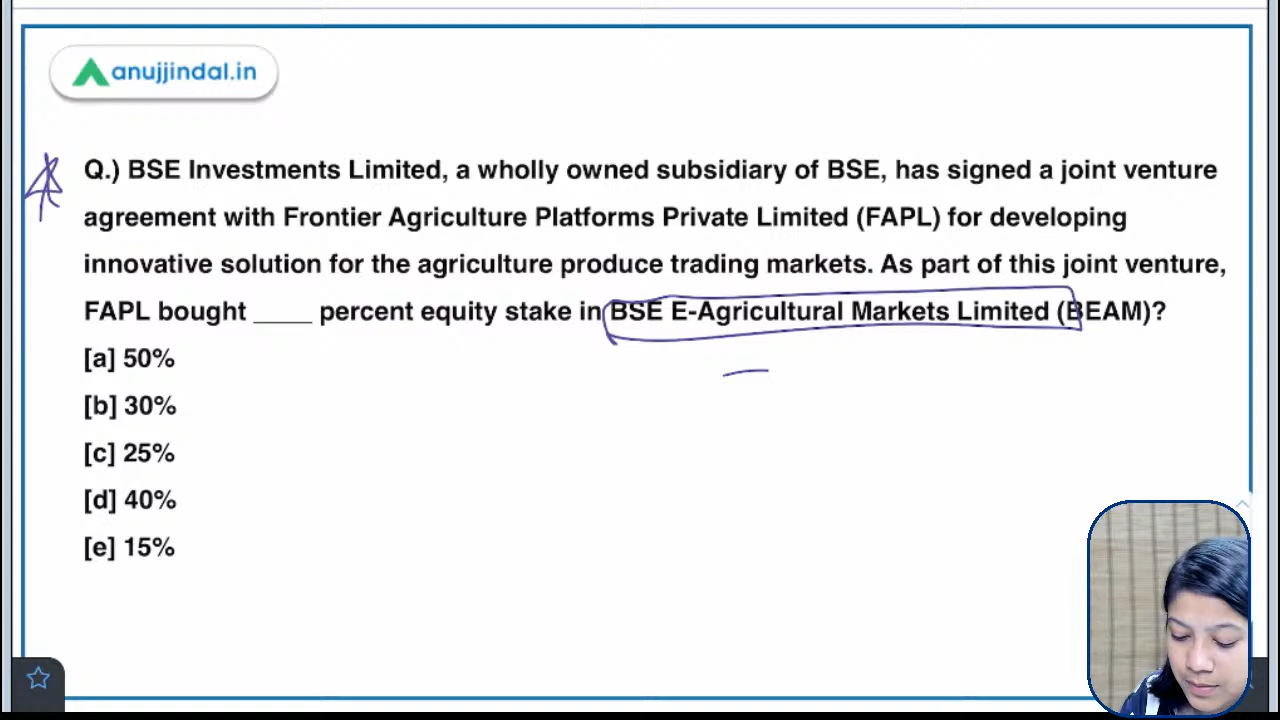 anujjindal.in
Q.) BSE Investments Limited, a wholly owned subsidiary of BSE, has signed a joint venture
agreement with Frontier Agriculture Platforms Private Limited (FAPL) for developing
innovative solution for the agriculture produce trading markets. As part of this joint venture,
FAPL bought ____ percent equity stake in BSE E-Agricultural Markets Limited (BEAM)?
[a] 50%
[b] 30%
[c] 25%
[d] 40%
[e] 15%